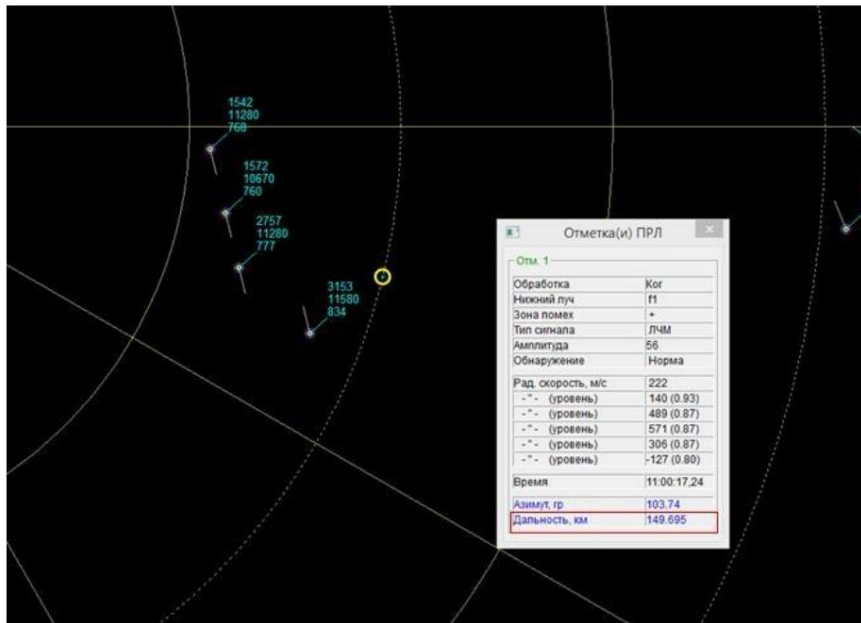 1542
11280
768
1572
10670
760
2757
11280
777
3153
11580
834
Отметка(и) ПРЛ
Отм. 1
Обработка Ког
Нижний луч f1
Зона помех +
Тип сигнала ЛЧМ
Амплитуда 56
Обнаружение Норма
Рад. скорость, м/с 222
-"- (уровень) 140 (0.93)
-"- (уровень) 489 (0.87)
-"- (уровень) 571 (0.87)
-"- (уровень) 306 (0.87)
-"- (уровень) -127 (0.80)
Время 11:00:17,24
Азимут, гр 103.74
Дальность, км 149.695